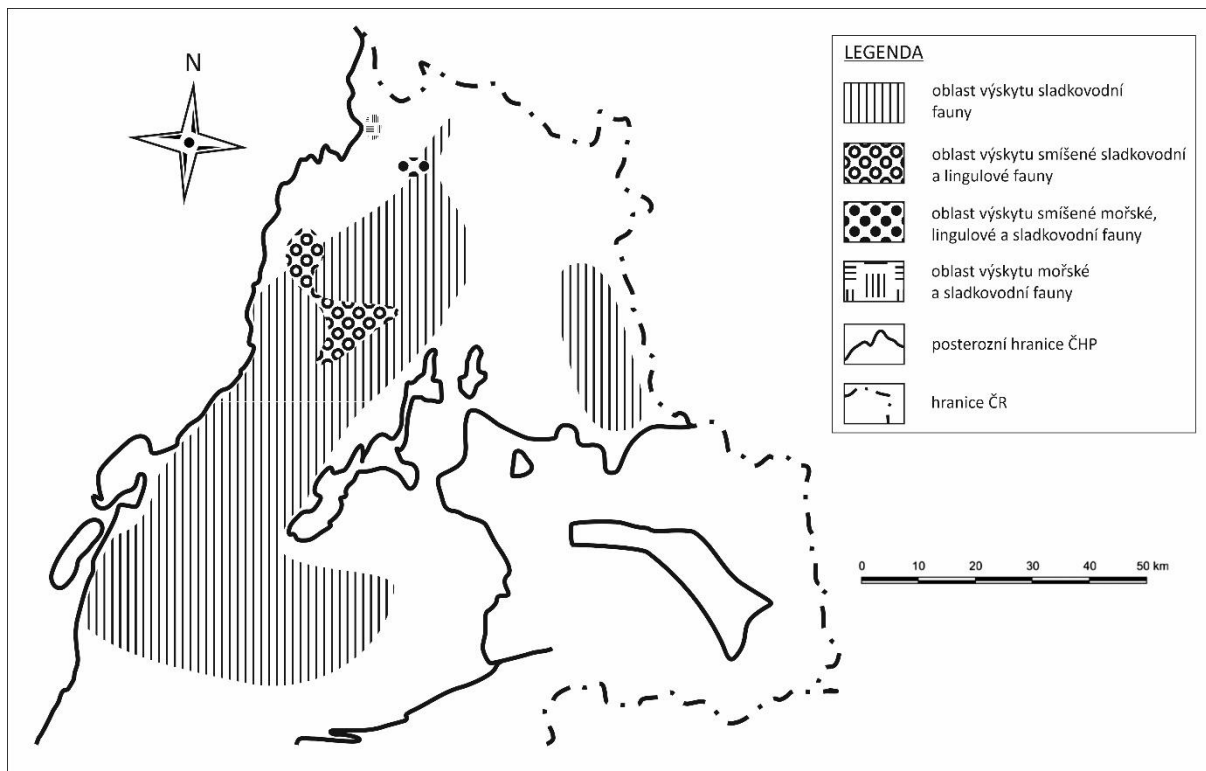 N
LEGENDA
oblast výskytu sladkovodní
fauny
oblast výskytu smíšené sladkovodní
a lingulové fauny
oblast výskytu smíšené mořské,
lingulové a sladkovodní fauny
oblast výskytu mořské
a sladkovodní fauny
posterozní hranice ČHP
hranice ČR
0 10 20 30 40 50 km